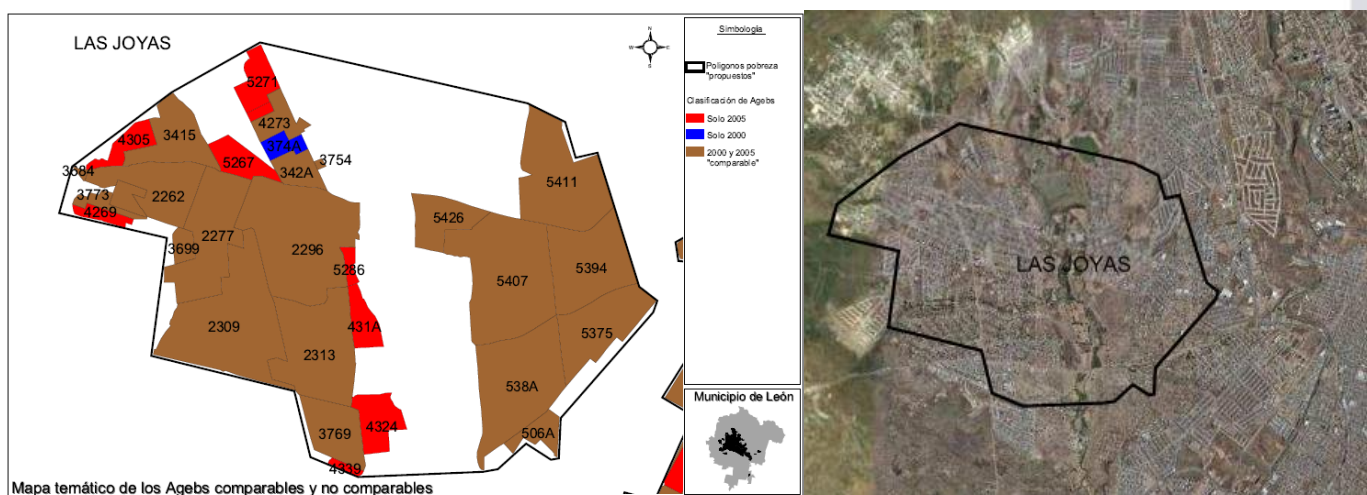 LAS JOYAS
N
W
E
S
Simbología
Polígonos pobreza
"propuestos"
Clasificación de Agebs
Solo 2005
Solo 2000
2000 y 2005
"comparable"
5271
4273
4305
3415
374A
5267
3754
3684
342A
5411
3773
2262
4269
5426
2277
3699
2296
5286
5394
5407
2309
431A
5375
2313
538A
3769
4324
506A
4339
Municipio de León
Mapa temático de los Agebs comparables y no comparables
LAS JOYAS